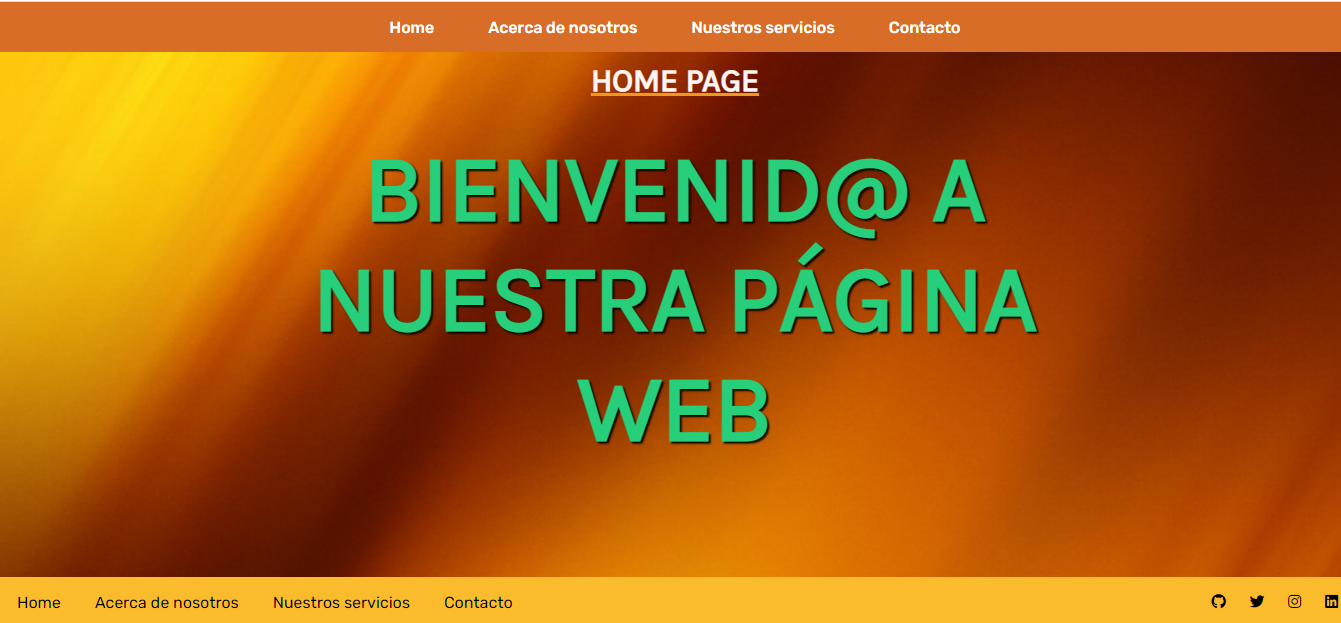 Home Acerca de nosotros Nuestros servicios Contacto
HOME PAGE
BIENVENID@ A
NUESTRA PÁGINA
WEB
Home Acerca de nosotros Nuestros servicios Contacto